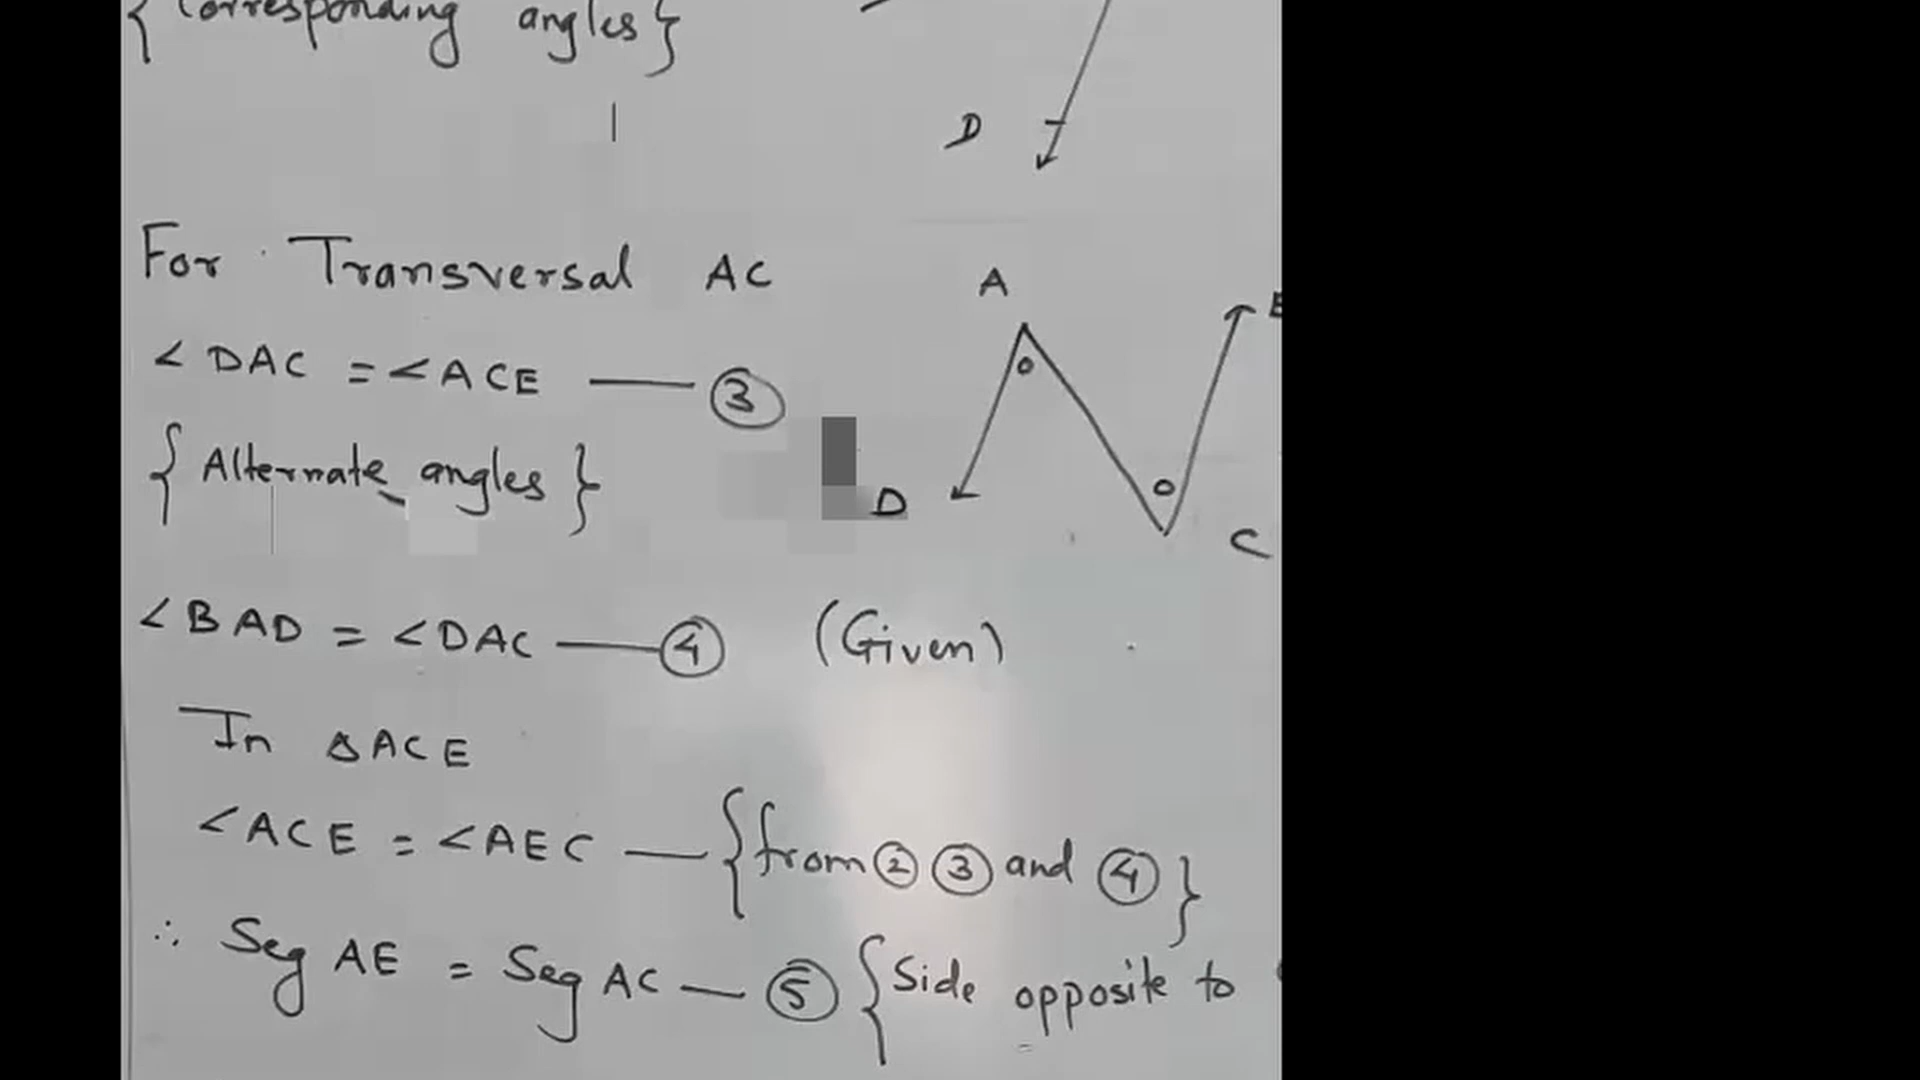 { Corresponding angles }
D
For Transversal AC
A
E
< DAC = < ACE — ③
{ Alternate angles }
D
C
< BAD = < DAC — ④ (Given)
In △ ACE
< ACE = < AEC — { from ② ③ and ④ }
∴ Seg AE = Seg AC — ⑤ { Side opposite to